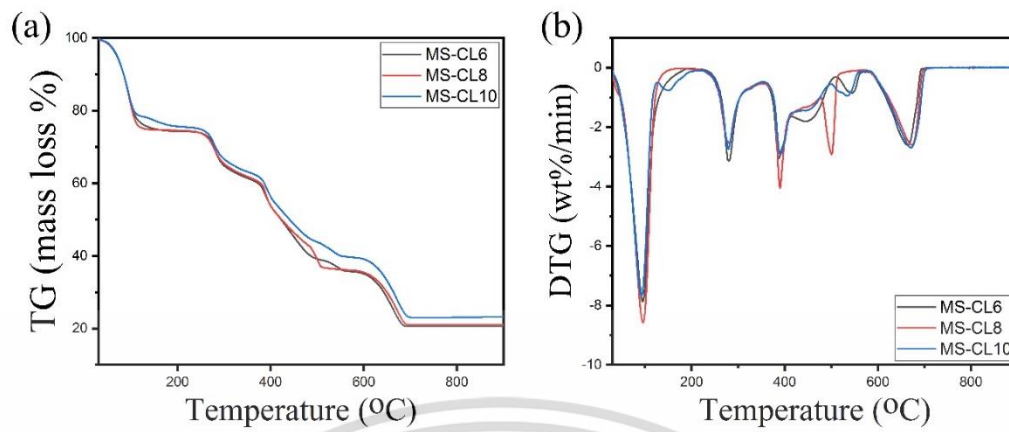 (a)
TG (mass loss %)
100
80
60
40
20
MS-CL6
MS-CL8
MS-CL10
200
400
600
800
Temperature (ᴼC)
(b)
DTG (wt%/min)
0
-2
-4
-6
-8
-10
MS-CL6
MS-CL8
MS-CL10
200
400
600
800
Temperature (ᴼC)